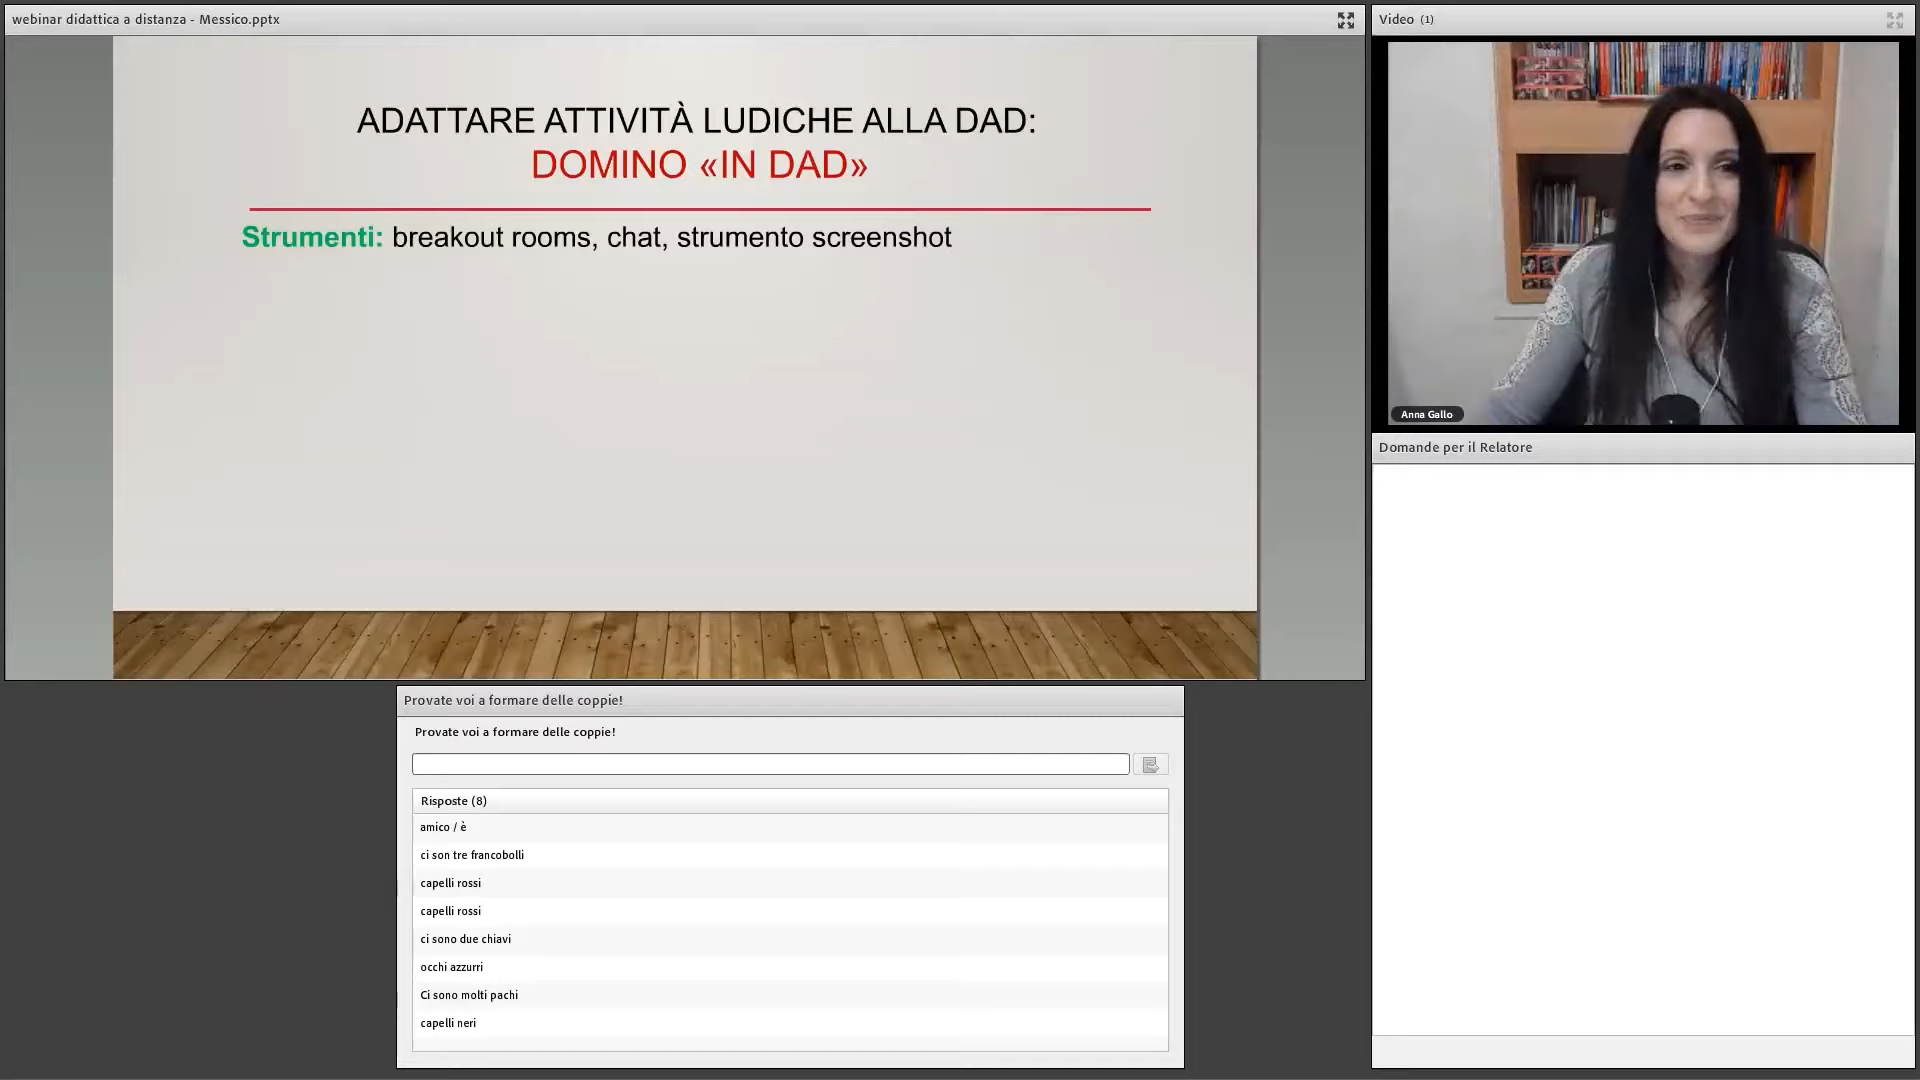 webinar didattica a distanza - Messico.pptx
ADATTARE ATTIVITÀ LUDICHE ALLA DAD:
DOMINO «IN DAD»
Strumenti: breakout rooms, chat, strumento screenshot
Video (1)
Anna Gallo
Domande per il Relatore
Provate voi a formare delle coppie!
Provate voi a formare delle coppie!
Risposte (8)
amico / è
ci son tre francobolli
capelli rossi
capelli rossi
ci sono due chiavi
occhi azzurri
Ci sono molti pachi
capelli neri